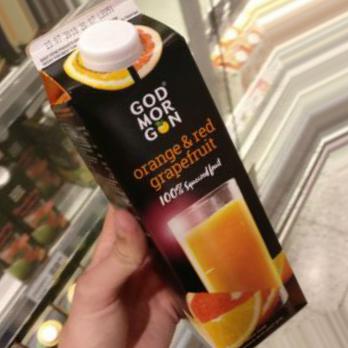 GOD
MOR
GON
orange & red
grapefruit
100% squeezed fruit